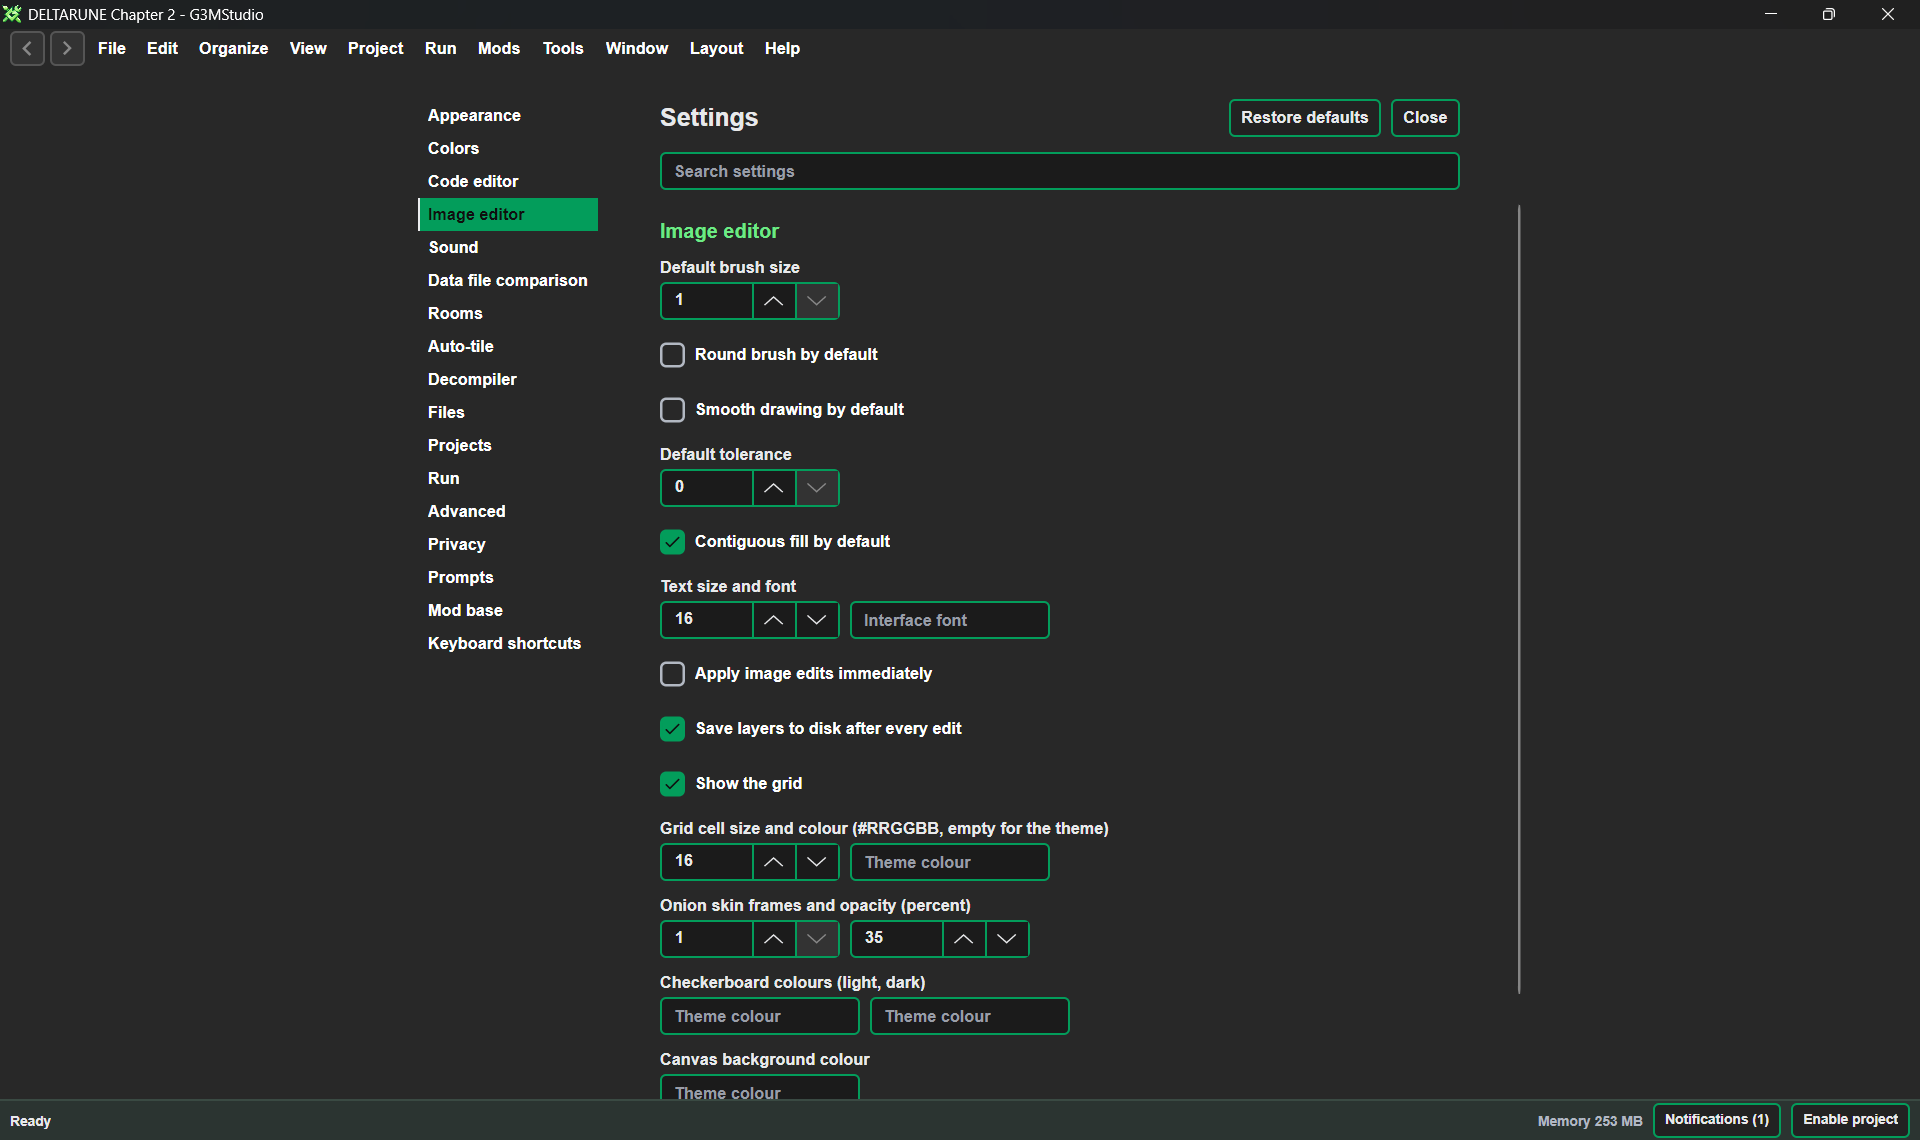 DELTARUNE Chapter 2 - G3MStudio
File Edit Organize View Project Run Mods Tools Window Layout Help
Appearance
Colors
Code editor
Image editor
Sound
Data file comparison
Rooms
Auto-tile
Decompiler
Files
Projects
Run
Advanced
Privacy
Prompts
Mod base
Keyboard shortcuts
Settings
Restore defaults
Close
Search settings
Image editor
Default brush size
1
Round brush by default
Smooth drawing by default
Default tolerance
0
Contiguous fill by default
Text size and font
16 Interface font
Apply image edits immediately
Save layers to disk after every edit
Show the grid
Grid cell size and colour (#RRGGBB, empty for the theme)
16 Theme colour
Onion skin frames and opacity (percent)
1 35
Checkerboard colours (light, dark)
Theme colour Theme colour
Canvas background colour
Theme colour
Ready
Memory 253 MB
Notifications (1)
Enable project